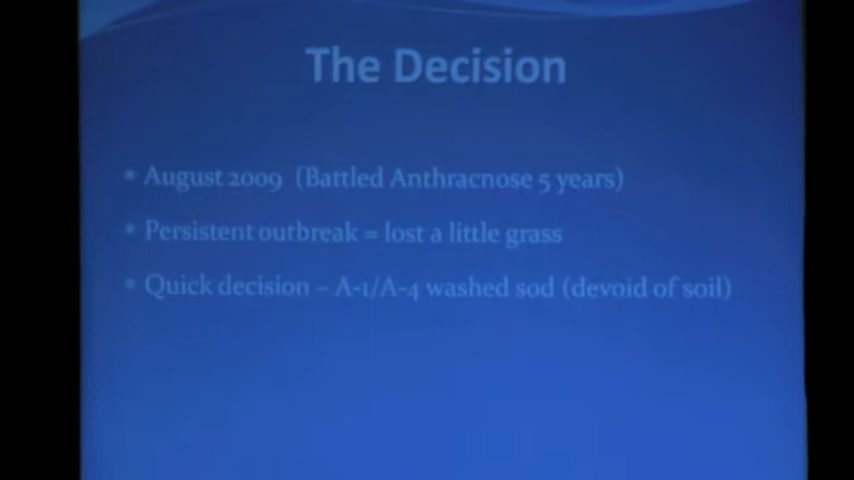 The Decision
August 2009 (Battled Anthracnose 5 years)
Persistent outbreak = lost a little grass
Quick decision – A-1/A-4 washed sod (devoid of soil)